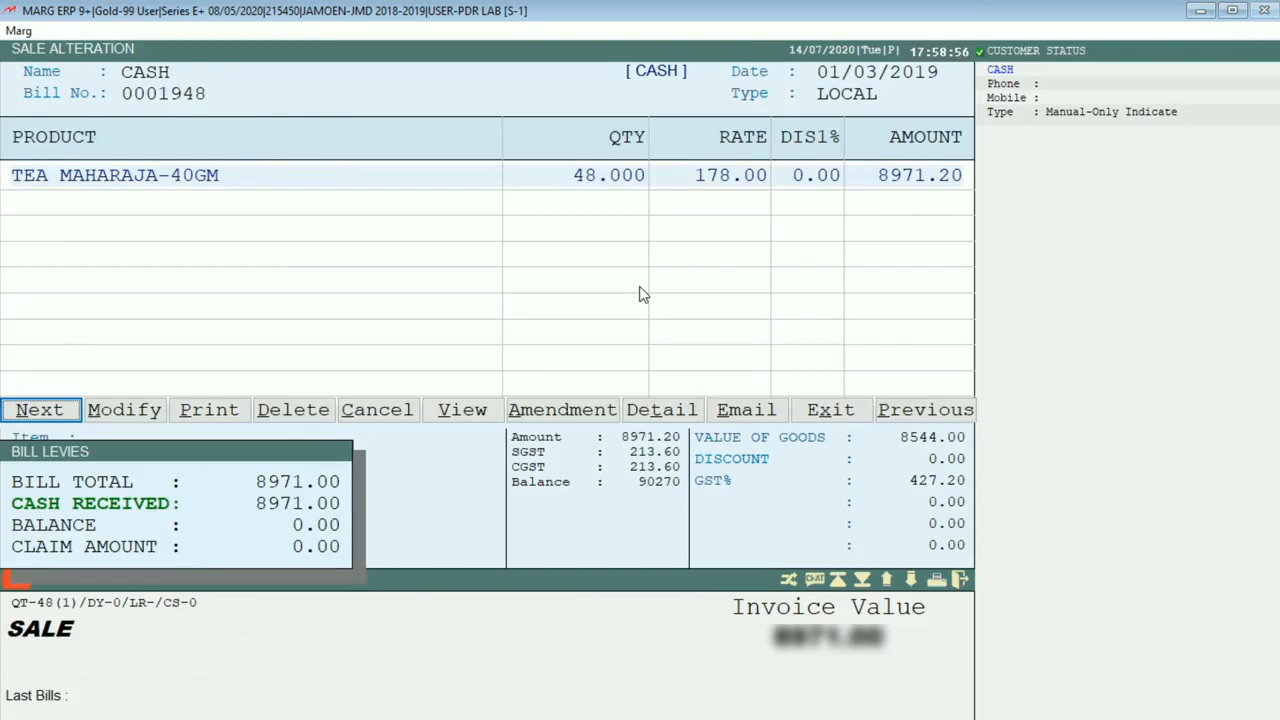 MARG ERP 9+|Gold-99 User|Series E+ 08/05/2020|215450|JAMOEN-JMD 2018-2019|USER-PDR LAB [S-1]
Marg
SALE ALTERATION 14/07/2020|Tue|P| 17:58:56 CUSTOMER STATUS
Name : CASH [ CASH ] Date : 01/03/2019
Bill No.: 0001948 Type : LOCAL
CASH
Phone :
Mobile :
Type : Manual-Only Indicate
PRODUCT QTY RATE DIS1% AMOUNT
TEA MAHARAJA-40GM 48.000 178.00 0.00 8971.20
Next Modify Print Delete Cancel View Amendment Detail Email Exit Previous
Item :
BILL LEVIES
BILL TOTAL : 8971.00
CASH RECEIVED: 8971.00
BALANCE : 0.00
CLAIM AMOUNT : 0.00
Amount : 8971.20
SGST : 213.60
CGST : 213.60
Balance : 90270
VALUE OF GOODS : 8544.00
DISCOUNT : 0.00
GST% : 427.20
: 0.00
: 0.00
: 0.00
CHAT
QT-48(1)/DY-0/LR-/CS-0
SALE
Invoice Value
8971.00
Last Bills :